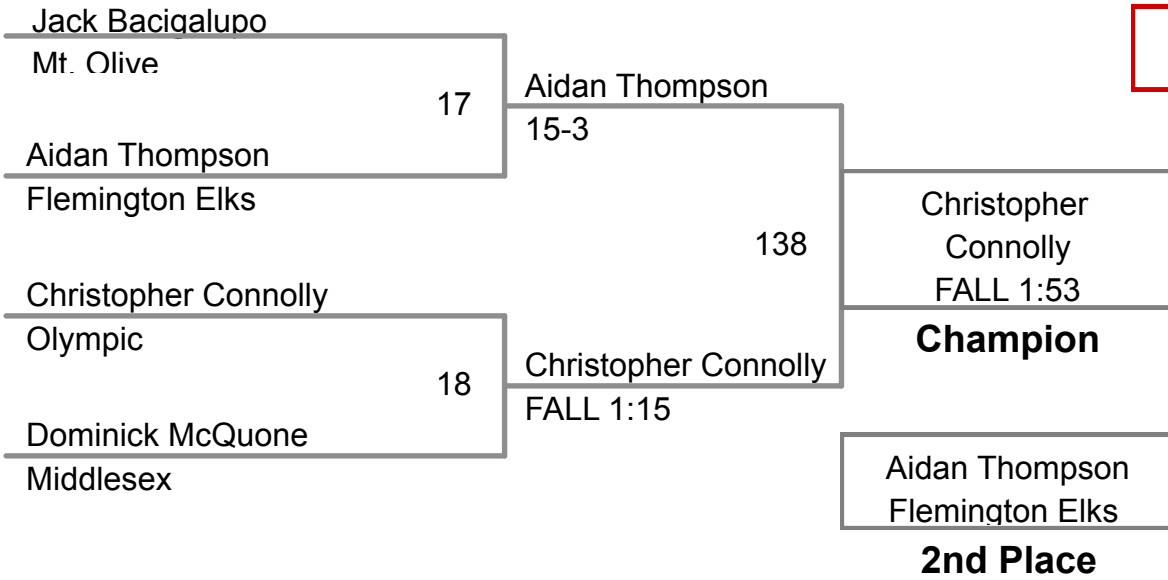 Jack Bacigalupo
Mt. Olive
17
Aidan Thompson
15-3
Aidan Thompson
Flemington Elks
138
Christopher
Connolly
FALL 1:53
Champion
Christopher Connolly
Olympic
18
Christopher Connolly
FALL 1:15
Dominick McQuone
Middlesex
Aidan Thompson
Flemington Elks
2nd Place